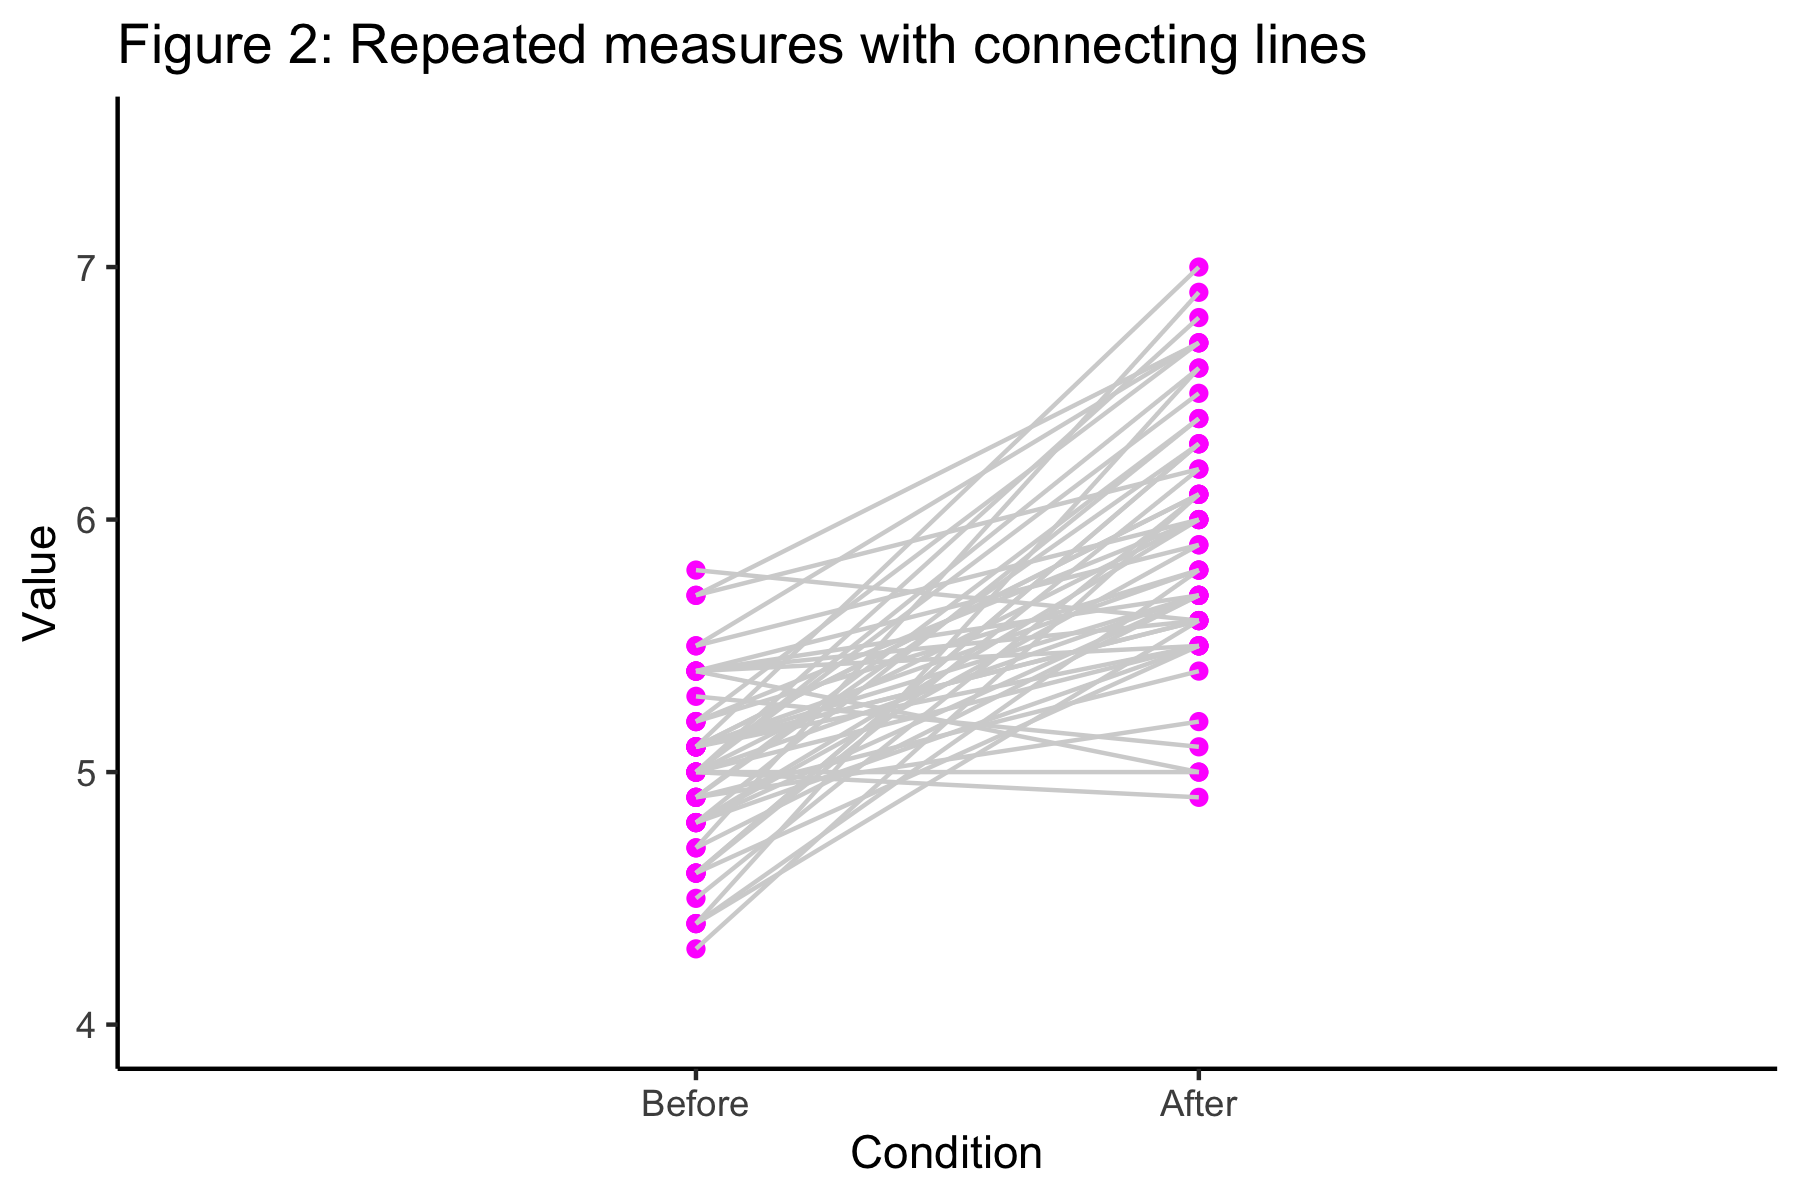 Figure 2: Repeated measures with connecting lines
7
6
5
4
Value
Before
After
Condition